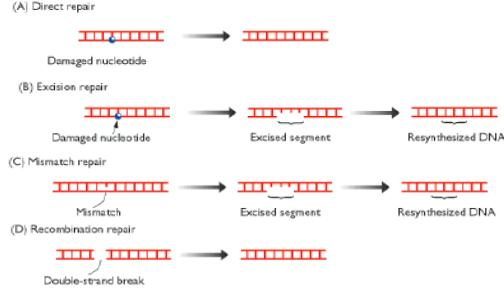 (A) Direct repair
Damaged nucleotide
(B) Excision repair
Damaged nucleotide
Excised segment
Resynthesized DNA
(C) Mismatch repair
Mismatch
Excised segment
Resynthesized DNA
(D) Recombination repair
Double-strand break